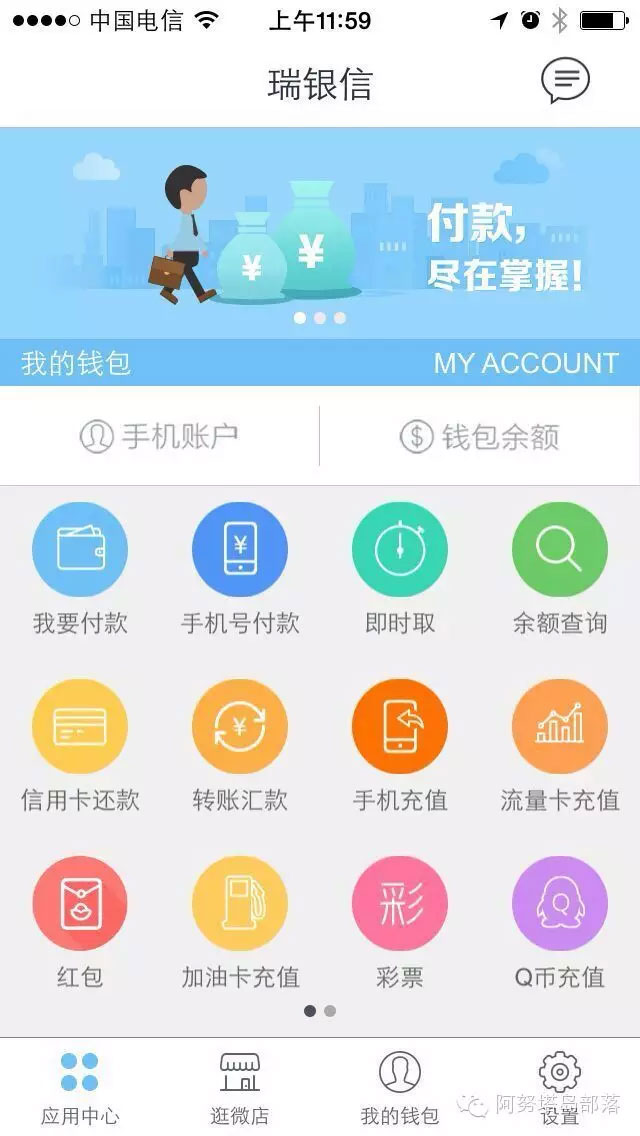 中国电信
上午11:59
瑞银信
¥
¥
付款,
尽在掌握!
我的钱包
MY ACCOUNT
手机账户
$
钱包余额
¥
我要付款
手机号付款
即时取
余额查询
¥
信用卡还款
转账汇款
手机充值
流量卡充值
彩
Q
红包
加油卡充值
彩票
Q币充值
应用中心
逛微店
我的钱包
设置
阿努塔岛部落